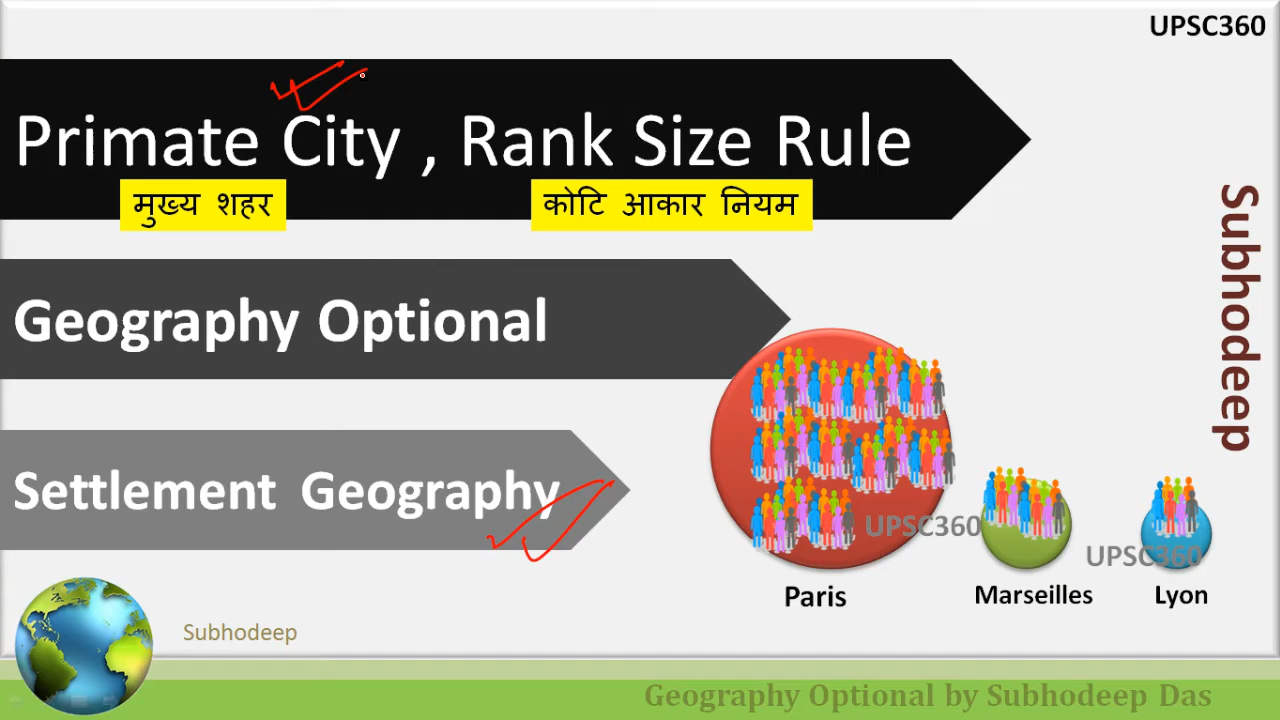 UPSC360
Primate City , Rank Size Rule
मुख्य शहर
कोटि आकार नियम
Subhodeep
Geography Optional
Settlement Geography
UPSC360
UPSC360
Paris
Marseilles
Lyon
Subhodeep
Geography Optional by Subhodeep Das